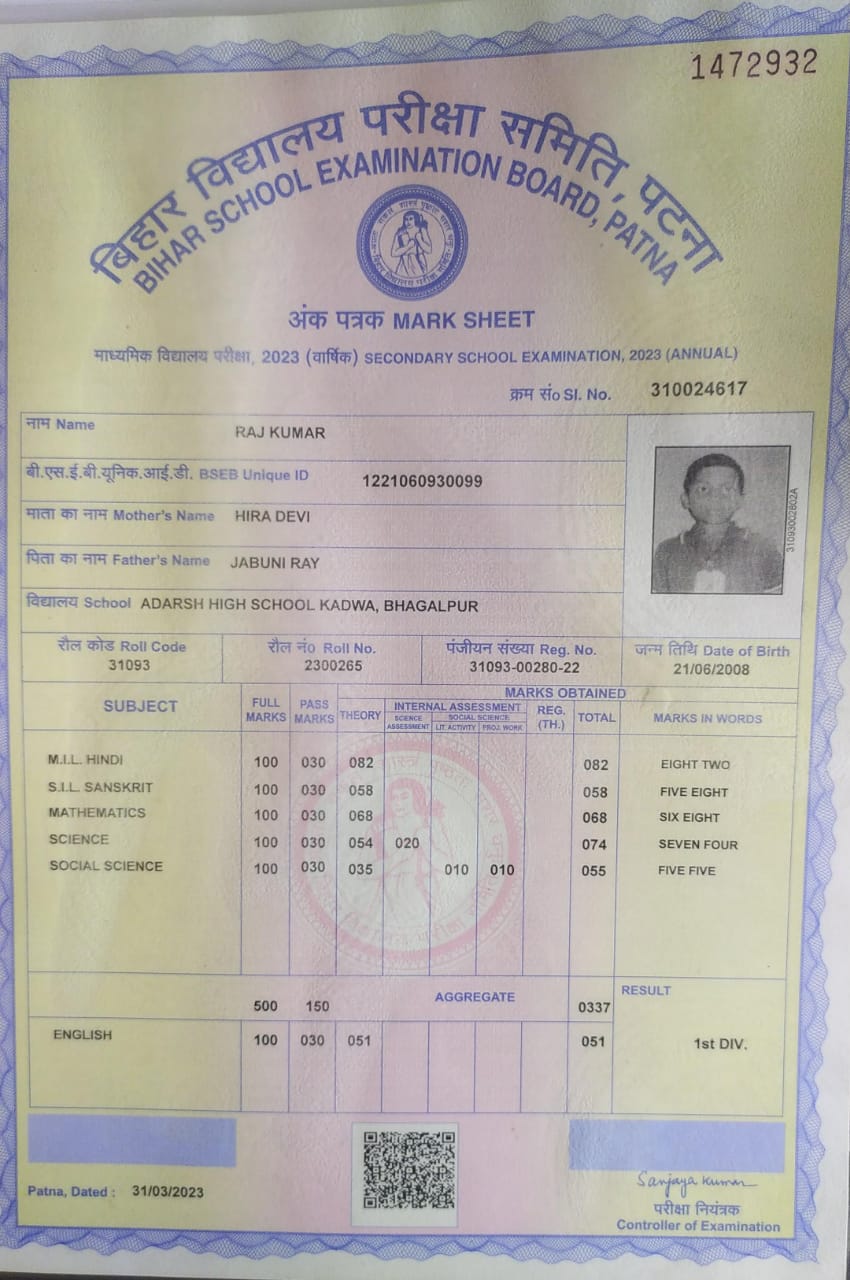 1472932
बिहार विद्यालय परीक्षा समिति, पटना
BIHAR SCHOOL EXAMINATION BOARD, PATNA
अंक पत्रक MARK SHEET
माध्यमिक विद्यालय परीक्षा, 2023 (वार्षिक) SECONDARY SCHOOL EXAMINATION, 2023 (ANNUAL)
क्रम सं० Sl. No. 310024617
नाम Name RAJ KUMAR
बी.एस.ई.बी.यूनिक.आई.डी. BSEB Unique ID 1221060930099
माता का नाम Mother's Name HIRA DEVI
पिता का नाम Father's Name JABUNI RAY
विद्यालय School ADARSH HIGH SCHOOL KADWA, BHAGALPUR
31093002802A
रौल कोड Roll Code रौल नं० Roll No. पंजीयन संख्या Reg. No. जन्म तिथि Date of Birth
31093 2300265 31093-00280-22 21/06/2008
MARKS OBTAINED
SUBJECT FULL MARKS PASS MARKS THEORY INTERNAL ASSESSMENT REG. (TH.) TOTAL MARKS IN WORDS
SCIENCE ASSESSMENT SOCIAL SCIENCE LIT. ACTIVITY PROJ. WORK
M.I.L. HINDI 100 030 082 082 EIGHT TWO
S.I.L. SANSKRIT 100 030 058 058 FIVE EIGHT
MATHEMATICS 100 030 068 068 SIX EIGHT
SCIENCE 100 030 054 020 074 SEVEN FOUR
SOCIAL SCIENCE 100 030 035 010 010 055 FIVE FIVE
500 150 AGGREGATE 0337 RESULT
ENGLISH 100 030 051 051 1st DIV.
Patna, Dated : 31/03/2023
Sanjaya Kumar
परीक्षा नियंत्रक
Controller of Examination